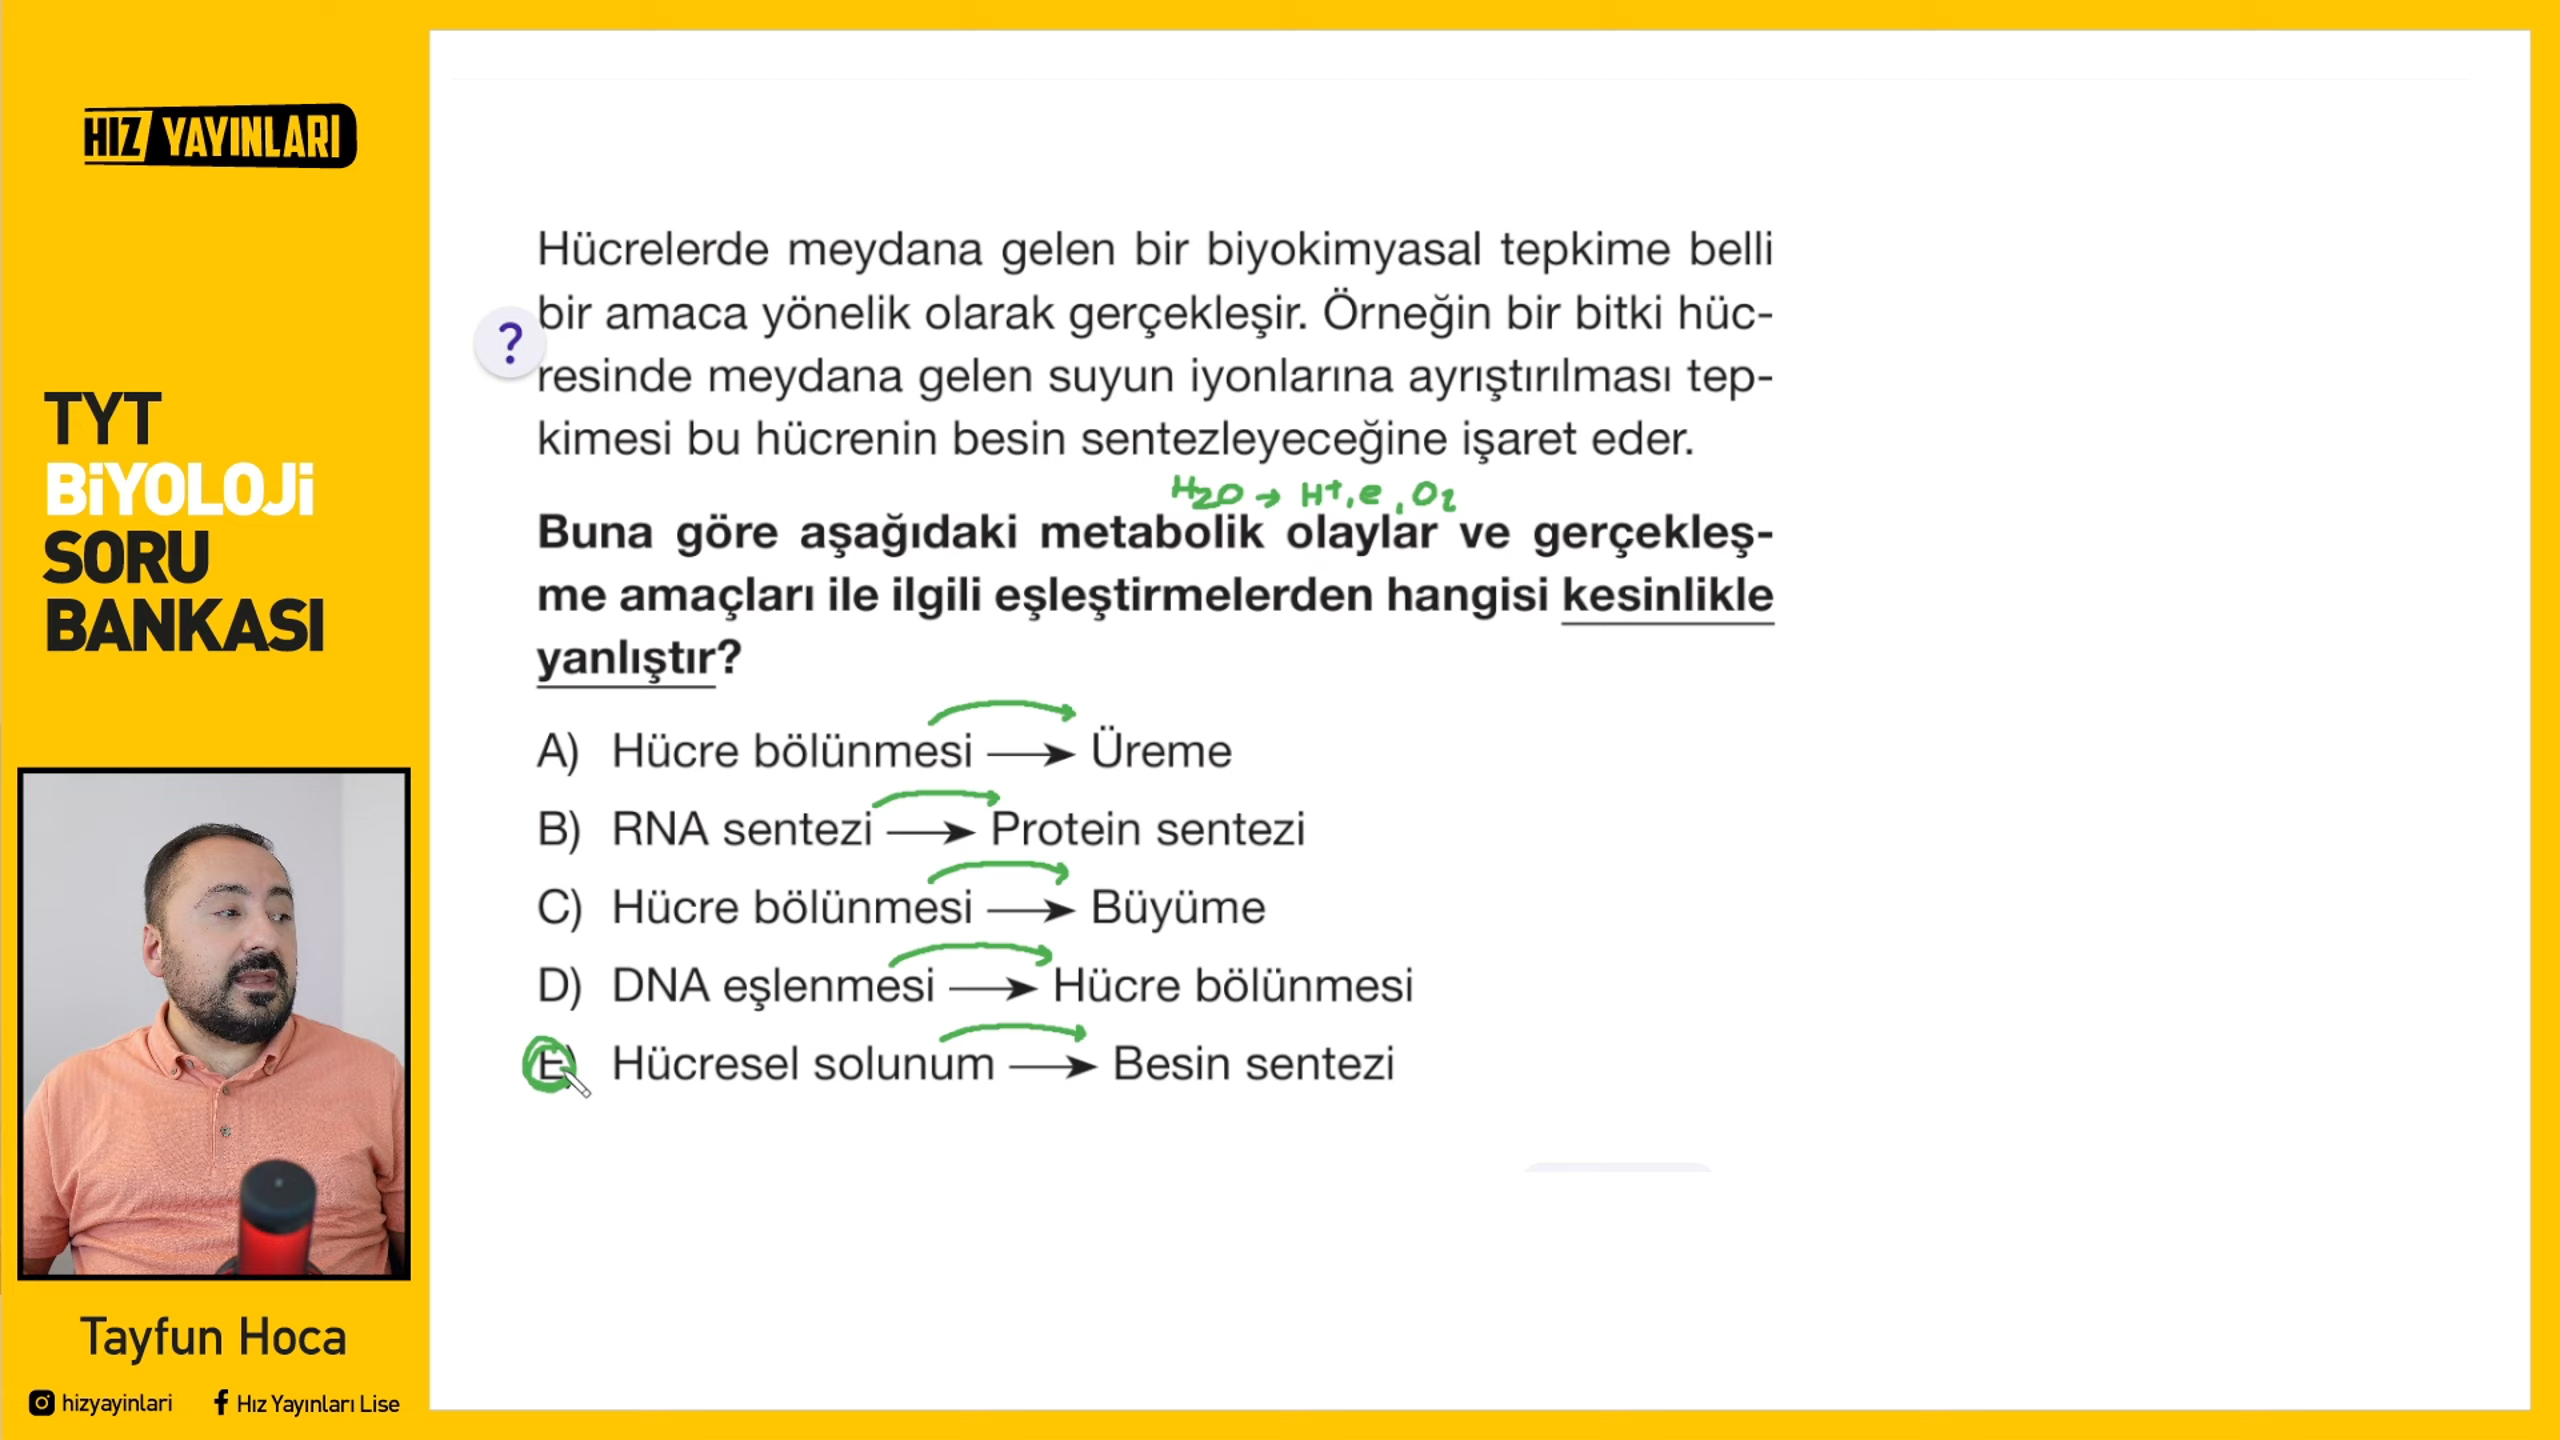 HIZ YAYINLARI
TYT
BiYOLOJi
SORU
BANKASI
Hücrelerde meydana gelen bir biyokimyasal tepkime belli
bir amaca yönelik olarak gerçekleşir. Örneğin bir bitki hüc-
?
resinde meydana gelen suyun iyonlarına ayrıştırılması tep-
kimesi bu hücrenin besin sentezleyeceğine işaret eder.
H2O → H+, e, O2
Buna göre aşağıdaki metabolik olaylar ve gerçekleş-
me amaçları ile ilgili eşleştirmelerden hangisi kesinlikle
yanlıştır?
A) Hücre bölünmesi → Üreme
B) RNA sentezi → Protein sentezi
C) Hücre bölünmesi → Büyüme
D) DNA eşlenmesi → Hücre bölünmesi
E) Hücresel solunum → Besin sentezi
Tayfun Hoca
hizyayinlari f Hız Yayınları Lise